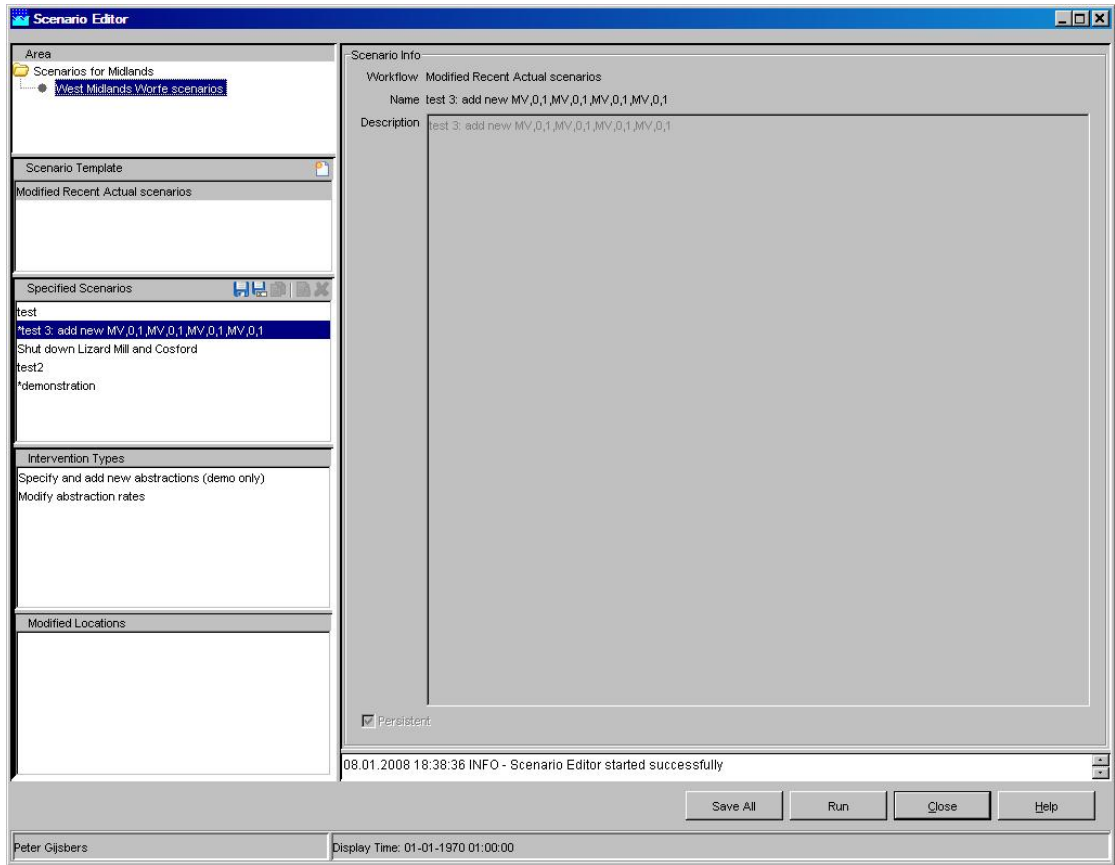 Scenario Editor
Area
Scenarios for Midlands
West Midlands Worfe scenarios
Scenario Template
Modified Recent Actual scenarios
Specified Scenarios
test
*test 3: add new MV,0,1,MV,0,1,MV,0,1,MV,0,1
Shut down Lizard Mill and Cosford
test2
*demonstration
Intervention Types
Specify and add new abstractions (demo only)
Modify abstraction rates
Modified Locations
Scenario Info
Workflow Modified Recent Actual scenarios
Name test 3: add new MV,0,1,MV,0,1,MV,0,1,MV,0,1
Description test 3: add new MV,0,1,MV,0,1,MV,0,1,MV,0,1
Persistent
08.01.2008 18:38:36 INFO - Scenario Editor started successfully
Save All Run Close Help
Peter Gijsbers Display Time: 01-01-1970 01:00:00